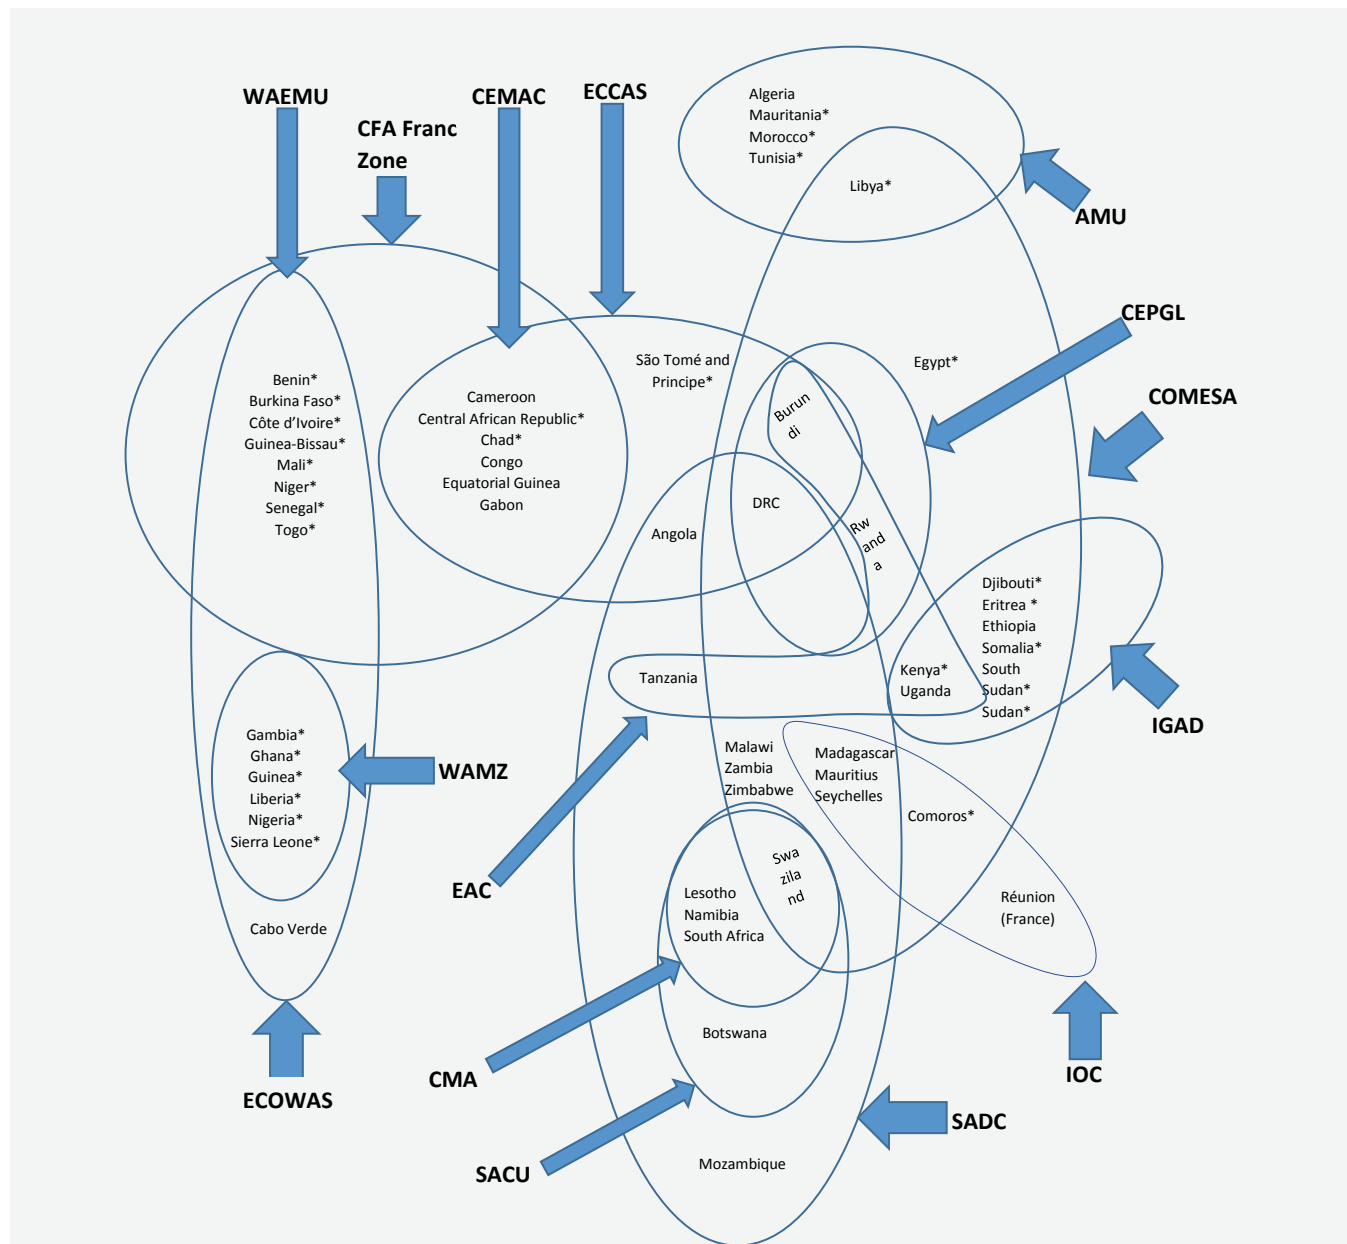 WAEMU
CFA Franc
Zone
CEMAC
ECCAS
Algeria
Mauritania*
Morocco*
Tunisia*
Libya*
AMU
CEPGL
COMESA
Benin*
Burkina Faso*
Côte d’Ivoire*
Guinea-Bissau*
Mali*
Niger*
Senegal*
Togo*
Cameroon
Central African Republic*
Chad*
Congo
Equatorial Guinea
Gabon
São Tomé and
Principe*
Egypt*
Burun
di
DRC
Angola
Rw
and
a
Djibouti*
Eritrea *
Ethiopia
Somalia*
South
Sudan*
Sudan*
Kenya*
Uganda
IGAD
Tanzania
Gambia*
Ghana*
Guinea*
Liberia*
Nigeria*
Sierra Leone*
WAMZ
EAC
Malawi
Zambia
Zimbabwe
Madagascar
Mauritius
Seychelles
Comoros*
Swa
zila
nd
Lesotho
Namibia
South Africa
Réunion
(France)
Cabo Verde
Botswana
CMA
IOC
ECOWAS
SADC
SACU
Mozambique